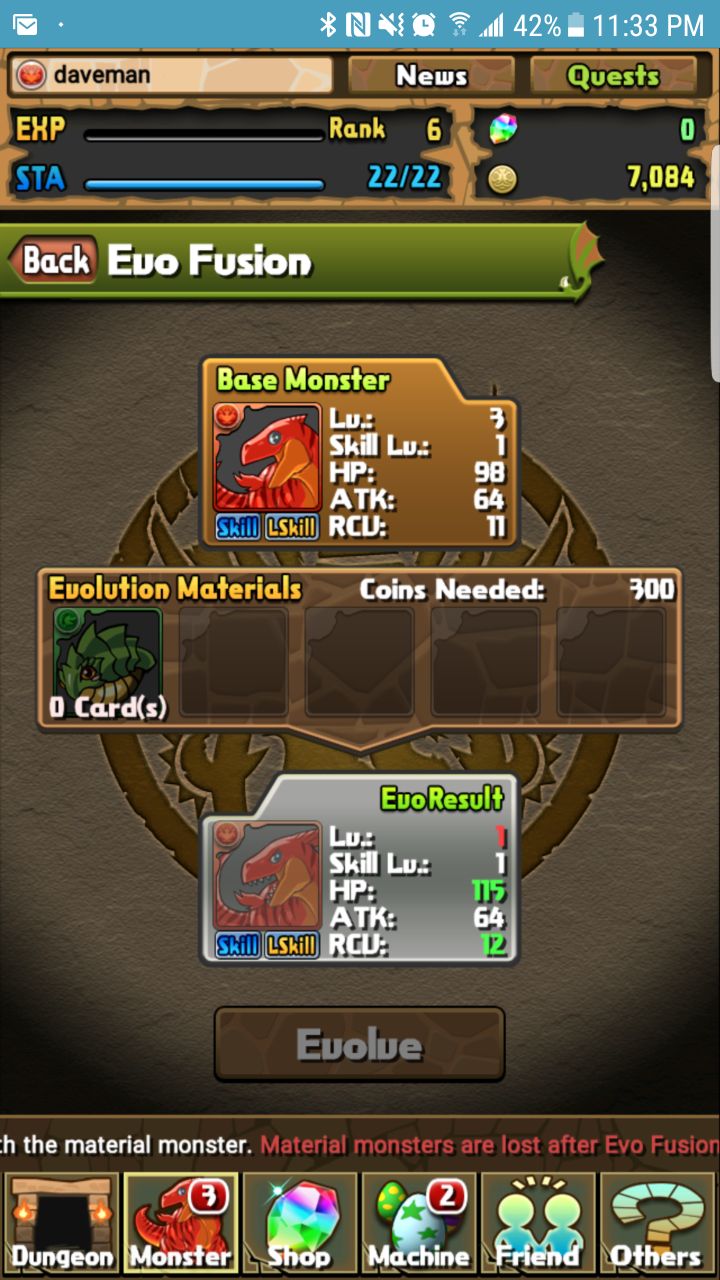 42% 11:33 PM
daveman News Quests
EXP Rank 6 0
STA 22/22 7,084
Back Evo Fusion
Base Monster
Lv.: 3
Skill Lv.: 1
HP: 98
ATK: 64
RCV: 11
Skill LSkill
Evolution Materials Coins Needed: 300
0 Card(s)
Evo Result
Lv.: 1
Skill Lv.: 1
HP: 115
ATK: 64
RCV: 12
Skill LSkill
Evolve
th the material monster. Material monsters are lost after Evo Fusion
3 2
Dungeon Monster Shop Machine Friend Others